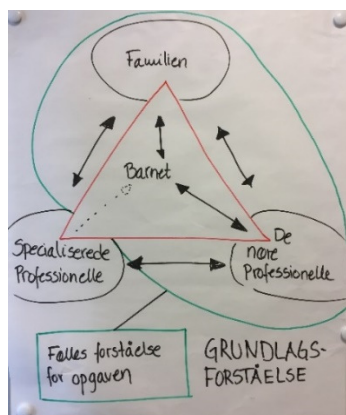 Familien
Barnet
Specialiserede
Professionelle
De
nære
Professionelle
Fælles forståelse
for opgaven
GRUNDLAGS-
FORSTÅELSE